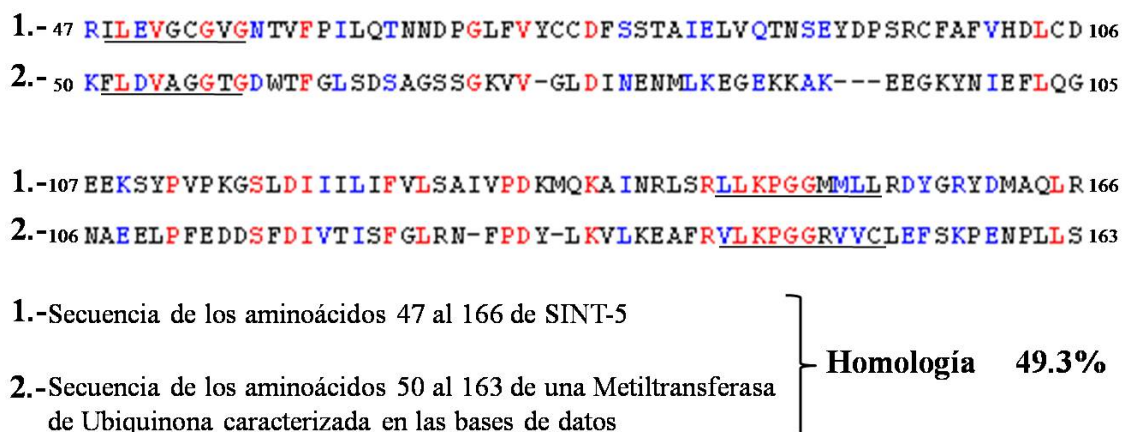 1.- 47 RILEVGCGVGNTVFPILQTNNDPGLFVYCCDFSSTAIELVQTNSEYDPSRCFAFVHDLCD 106
2.- 50 KFLDVAGGTGDWTFGLSDSAGSSGKVV-GLDINENMLKEGEKKAK---EEGKYNIEFLQG 105
1.-107 EEKSYPVPKGSLDIIILIFVLSAIVPDKMQKAINRLSRLLKPGGMMLLRDYGRYDMAQLR 166
2.-106 NAEELPFEDDSFDIVTISFGLRN-FPDY-LKVLKEAFRVLKPGGRVVCLEFSKPENPLLS 163
1.-Secuencia de los aminoácidos 47 al 166 de SINT-5
Homología 49.3%
2.-Secuencia de los aminoácidos 50 al 163 de una Metiltransferasa
de Ubiquinona caracterizada en las bases de datos